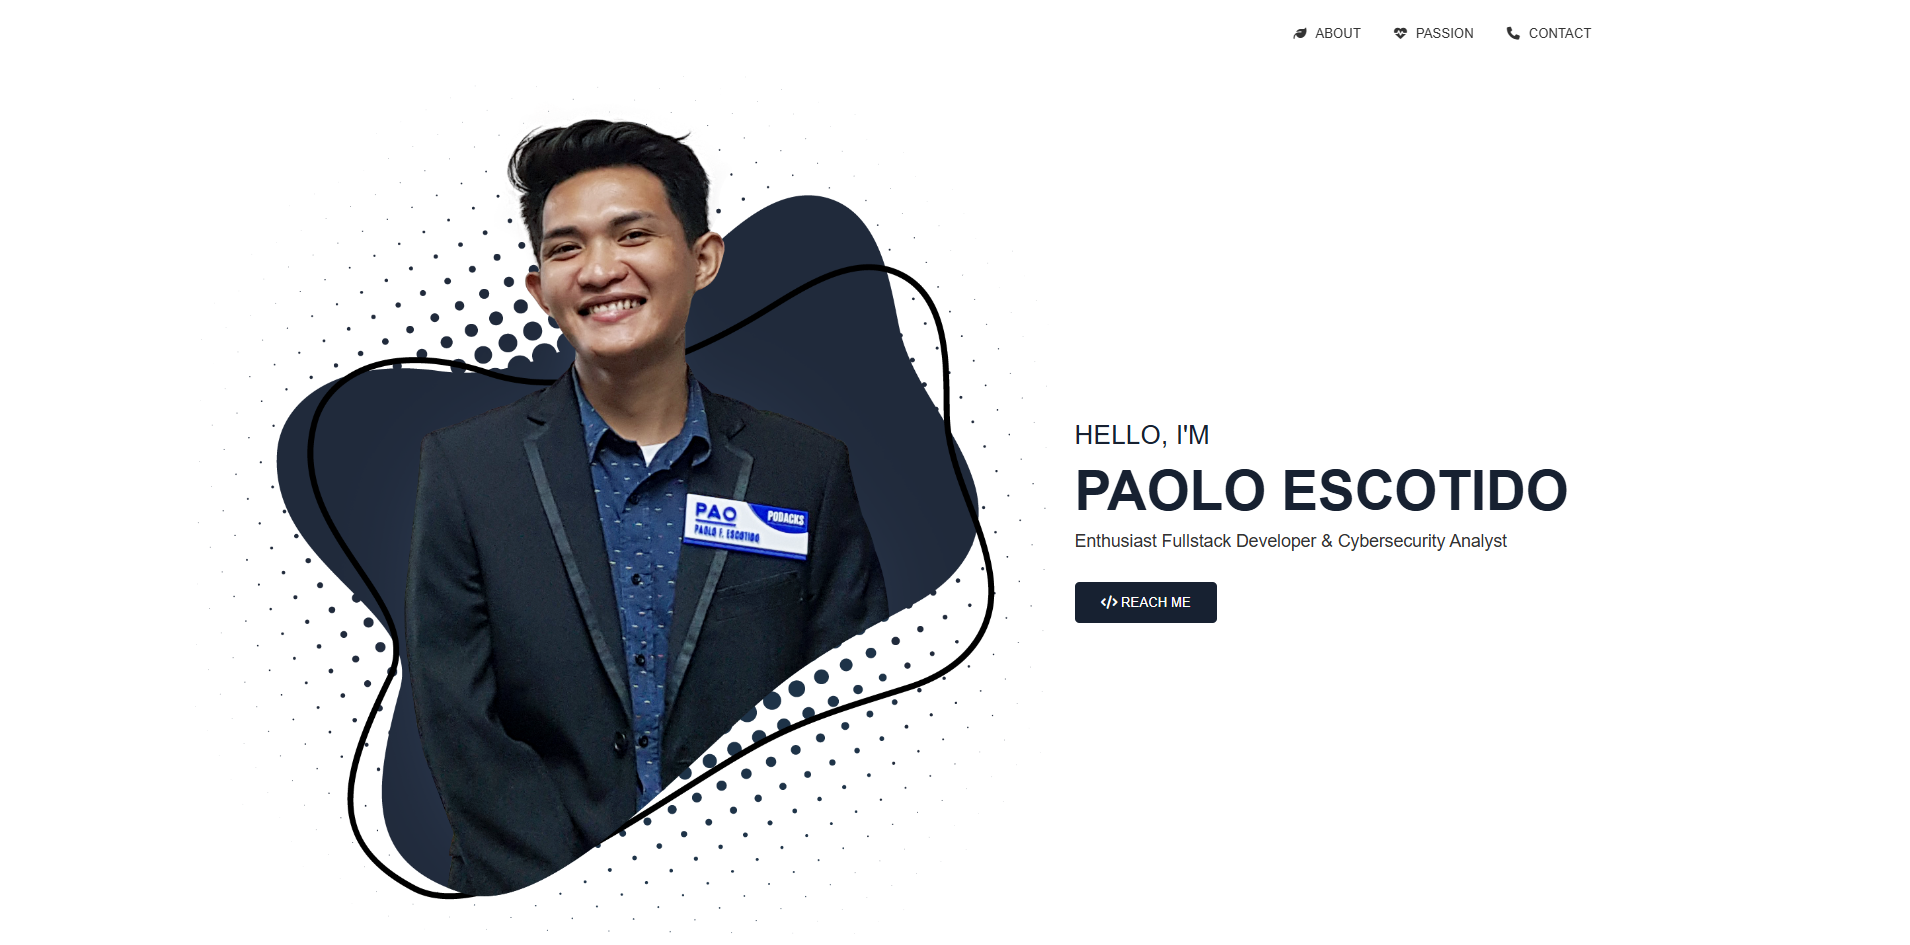 ABOUT PASSION CONTACT
PAO
PODACKS
PAOLO F. ESCOTIDO
HELLO, I'M
PAOLO ESCOTIDO
Enthusiast Fullstack Developer & Cybersecurity Analyst
</> REACH ME